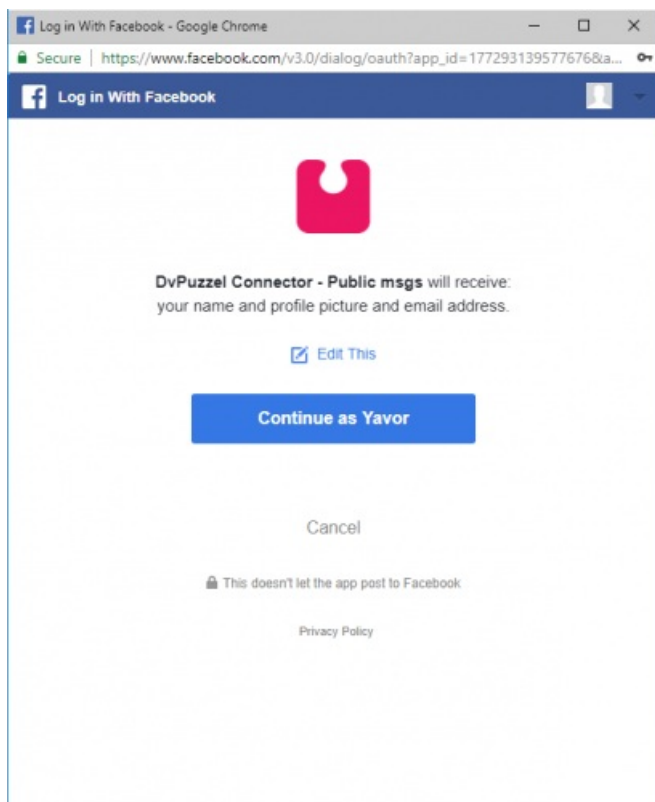 Log in With Facebook - Google Chrome
Secure | https://www.facebook.com/v3.0/dialog/oauth?app_id=177293139577676&a...
f Log in With Facebook
DvPuzzel Connector - Public msgs will receive:
your name and profile picture and email address.
Edit This
Continue as Yavor
Cancel
This doesn't let the app post to Facebook
Privacy Policy